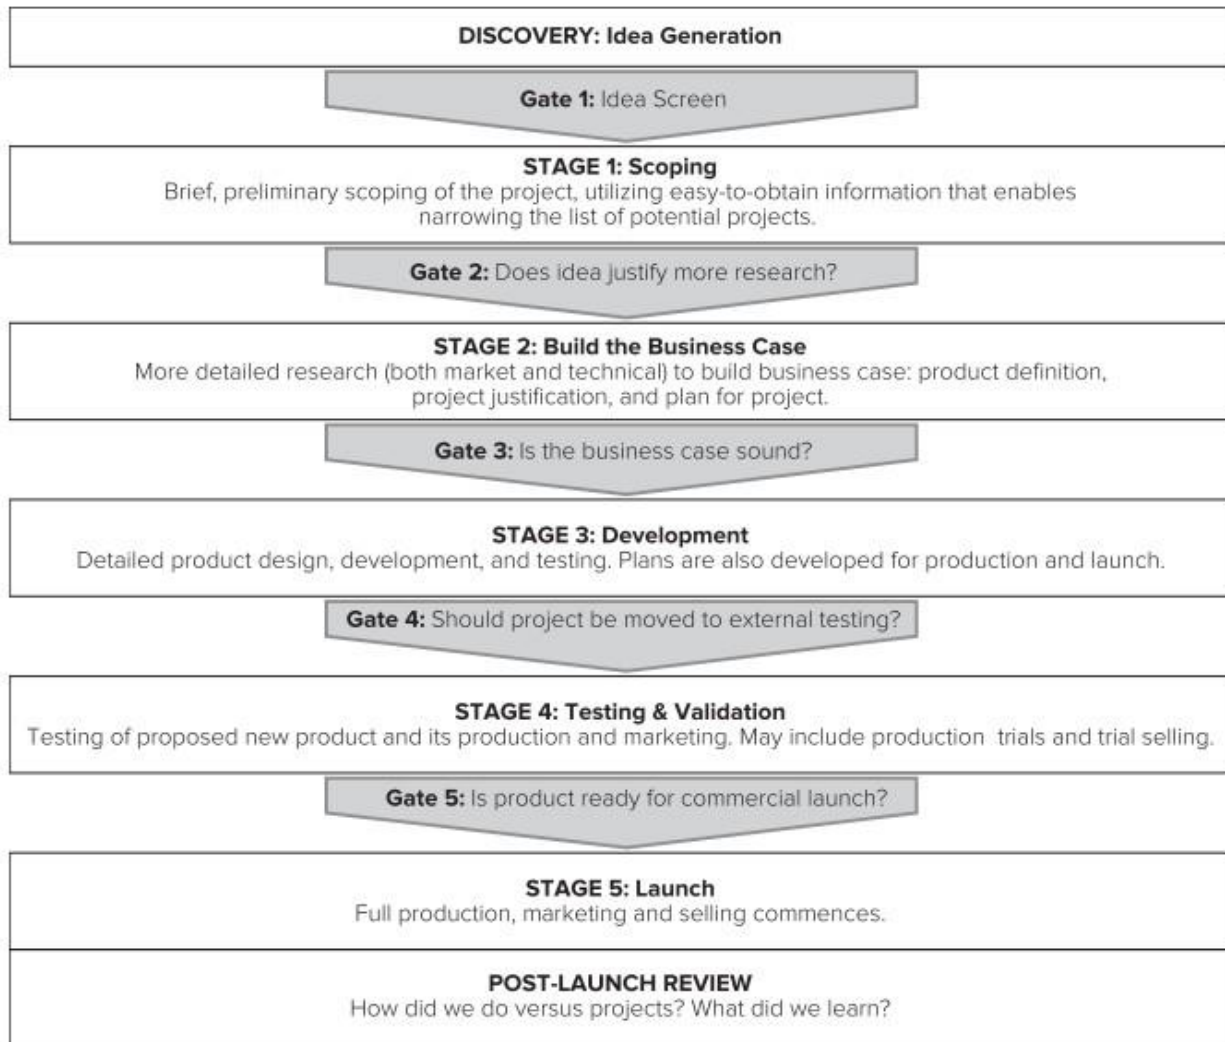 DISCOVERY: Idea Generation
Gate 1: Idea Screen
STAGE 1: Scoping
Brief, preliminary scoping of the project, utilizing easy-to-obtain information that enables
narrowing the list of potential projects.
Gate 2: Does idea justify more research?
STAGE 2: Build the Business Case
More detailed research (both market and technical) to build business case: product definition,
project justification, and plan for project.
Gate 3: Is the business case sound?
STAGE 3: Development
Detailed product design, development, and testing. Plans are also developed for production and launch.
Gate 4: Should project be moved to external testing?
STAGE 4: Testing & Validation
Testing of proposed new product and its production and marketing. May include production trials and trial selling.
Gate 5: Is product ready for commercial launch?
STAGE 5: Launch
Full production, marketing and selling commences.
POST-LAUNCH REVIEW
How did we do versus projects? What did we learn?